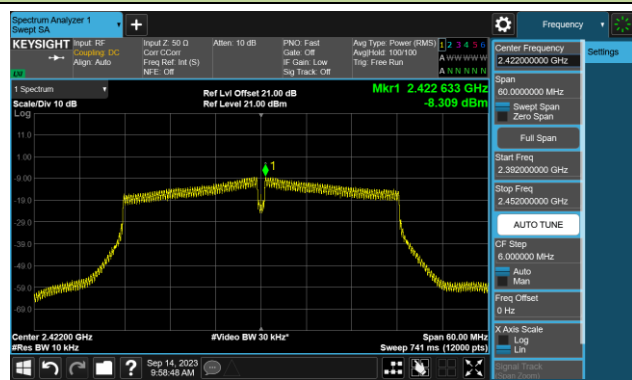 Spectrum Analyzer 1
Swept SA
Frequency
KEYSIGHT
Input: RF
Coupling: DC
Align: Auto
Input Z: 50 Ω
Corr CCorr
Freq Ref: Int (S)
NFE: Off
Atten: 10 dB
PNO: Fast
Gate: Off
IF Gain: Low
Sig Track: Off
Avg Type: Power (RMS)
Avg|Hold: 100/100
Trig: Free Run
1 2 3 4 5 6
A W W W W W
A N N N N N
Center Frequency
2.422000000 GHz
Settings
Span
60.0000000 MHz
Swept Span
Zero Span
Full Span
Start Freq
2.392000000 GHz
Stop Freq
2.452000000 GHz
AUTO TUNE
CF Step
6.000000 MHz
Auto
Man
Freq Offset
0 Hz
X Axis Scale
Log
Lin
Signal Track
(Span Zoom)
1 Spectrum
Scale/Div 10 dB
Log
Ref Lvl Offset 21.00 dB
Ref Level 21.00 dBm
Mkr1 2.422 633 GHz
-8.309 dBm
1
11.0
1.00
-9.00
-19.0
-29.0
-39.0
-49.0
-59.0
-69.0
Center 2.42200 GHz
#Res BW 10 kHz
#Video BW 30 kHz*
Span 60.00 MHz
Sweep 741 ms (12000 pts)
Sep 14, 2023
9:58:48 AM